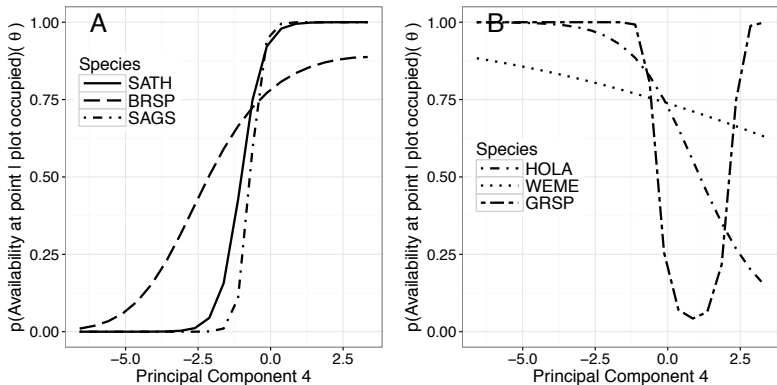 A
p(Availability at point | plot occupied)( θ )
1.00
0.75
0.50
0.25
0.00
Species
SATH
BRSP
SAGS
−5.0
−2.5
0.0
2.5
Principal Component 4
B
p(Availability at point | plot occupied)( θ )
1.00
0.75
0.50
0.25
0.00
Species
HOLA
WEME
GRSP
−5.0
−2.5
0.0
2.5
Principal Component 4